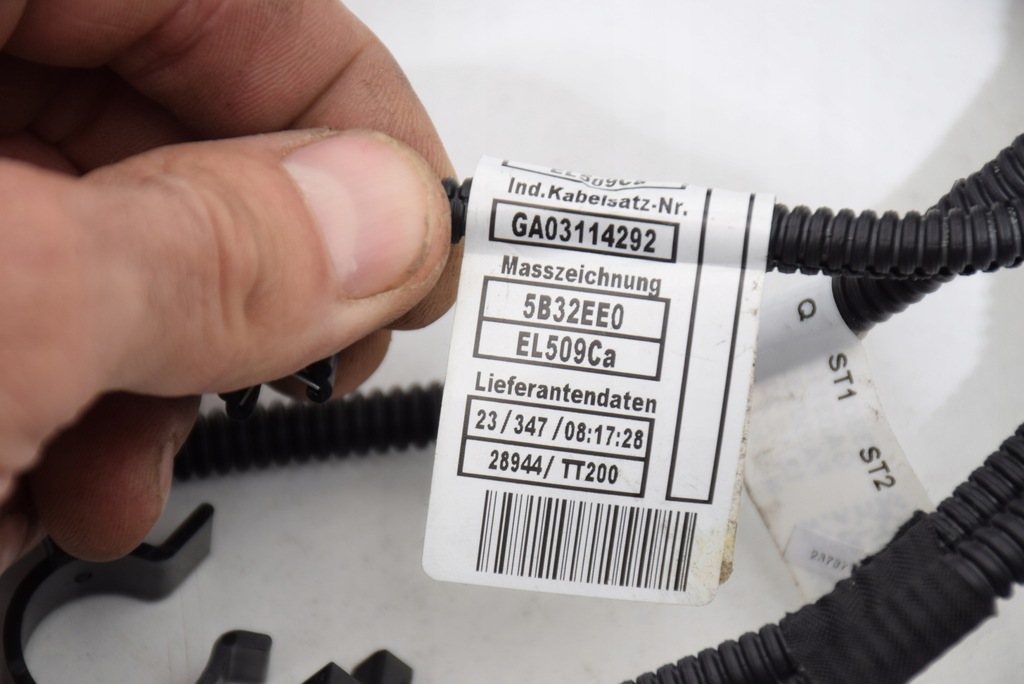 Ind.Kabelsatz-Nr.
GA03114292
Masszeichnung
5B32EE0
EL509Ca
Lieferantendaten
23/347/08:17:28
28944/TT200
Q
ST1
ST2